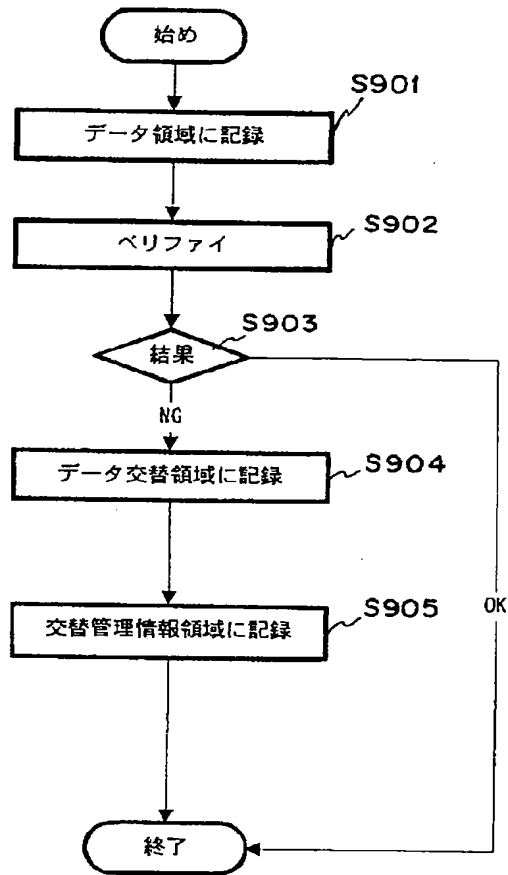 始め
S901
データ領域に記録
S902
ベリファイ
S903
結果
NG
S904
データ交替領域に記録
S905
交替管理情報領域に記録
OK
終了